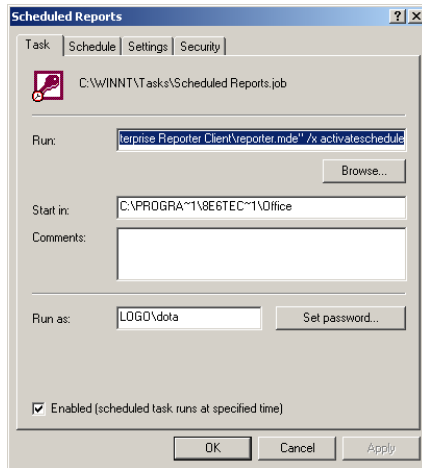 Scheduled Reports
Task Schedule Settings Security
C:\WINNT\Tasks\Scheduled Reports.job
Run: terprise Reporter Client\reporter.mde" /x activateschedule
Browse...
Start in: C:\PROGRA~1\8E6TEC~1\Office
Comments:
Run as: LOGO\dota Set password...
Enabled (scheduled task runs at specified time)
OK Cancel Apply